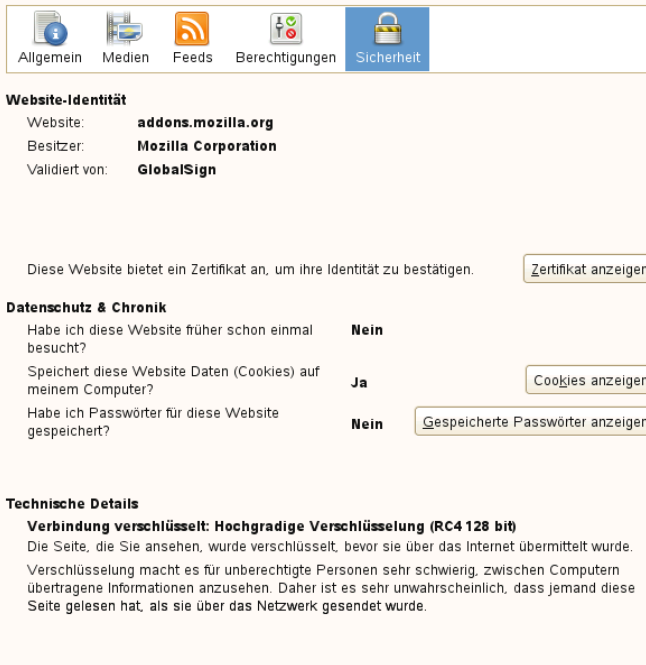 Allgemein Medien Feeds Berechtigungen Sicherheit
Website-Identität
Website: addons.mozilla.org
Besitzer: Mozilla Corporation
Validiert von: GlobalSign
Diese Website bietet ein Zertifikat an, um ihre Identität zu bestätigen. Zertifikat anzeigen
Datenschutz & Chronik
Habe ich diese Website früher schon einmal Nein
besucht?
Speichert diese Website Daten (Cookies) auf
meinem Computer? Ja Cookies anzeigen
Habe ich Passwörter für diese Website
gespeichert? Nein Gespeicherte Passwörter anzeigen
Technische Details
Verbindung verschlüsselt: Hochgradige Verschlüsselung (RC4 128 bit)
Die Seite, die Sie ansehen, wurde verschlüsselt, bevor sie über das Internet übermittelt wurde.
Verschlüsselung macht es für unberechtigte Personen sehr schwierig, zwischen Computern
übertragene Informationen anzusehen. Daher ist es sehr unwahrscheinlich, dass jemand diese
Seite gelesen hat, als sie über das Netzwerk gesendet wurde.